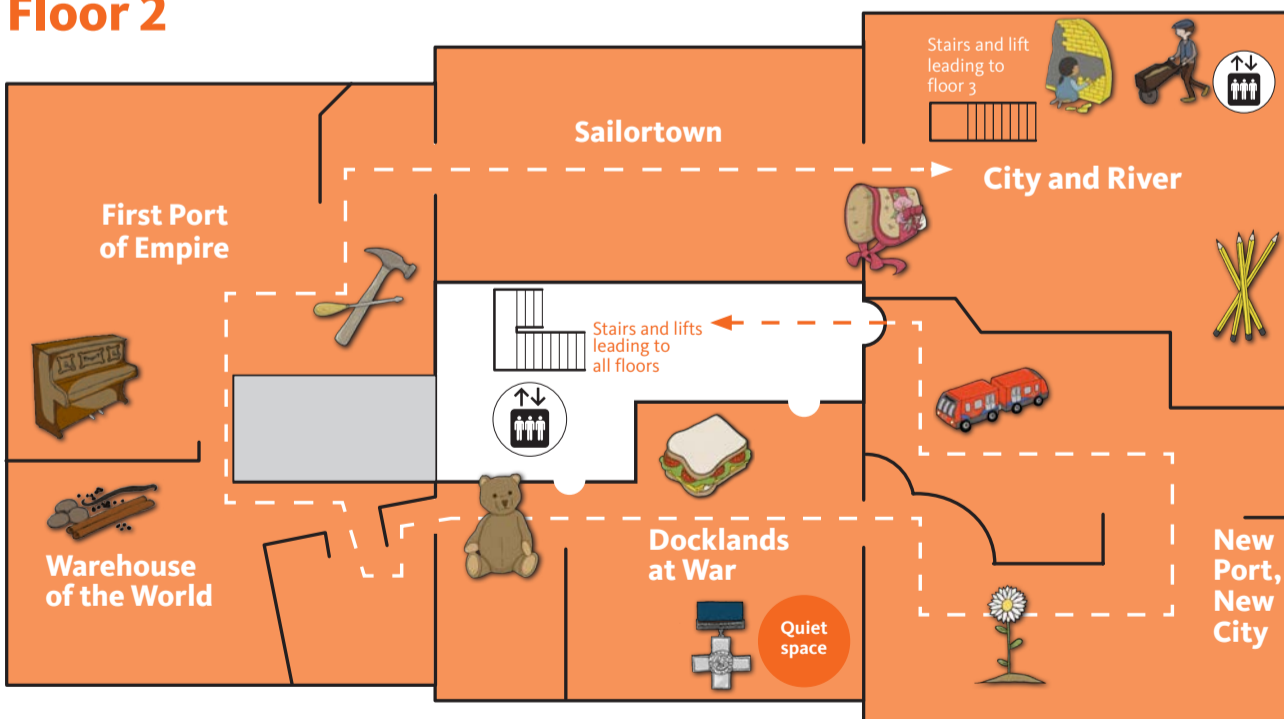 Floor 2
Stairs and lift
leading to
floor 3
Sailortown
City and River
First Port
of Empire
Stairs and lifts
leading to
all floors
Warehouse
of the World
Docklands
at War
Quiet
space
New
Port,
New
City